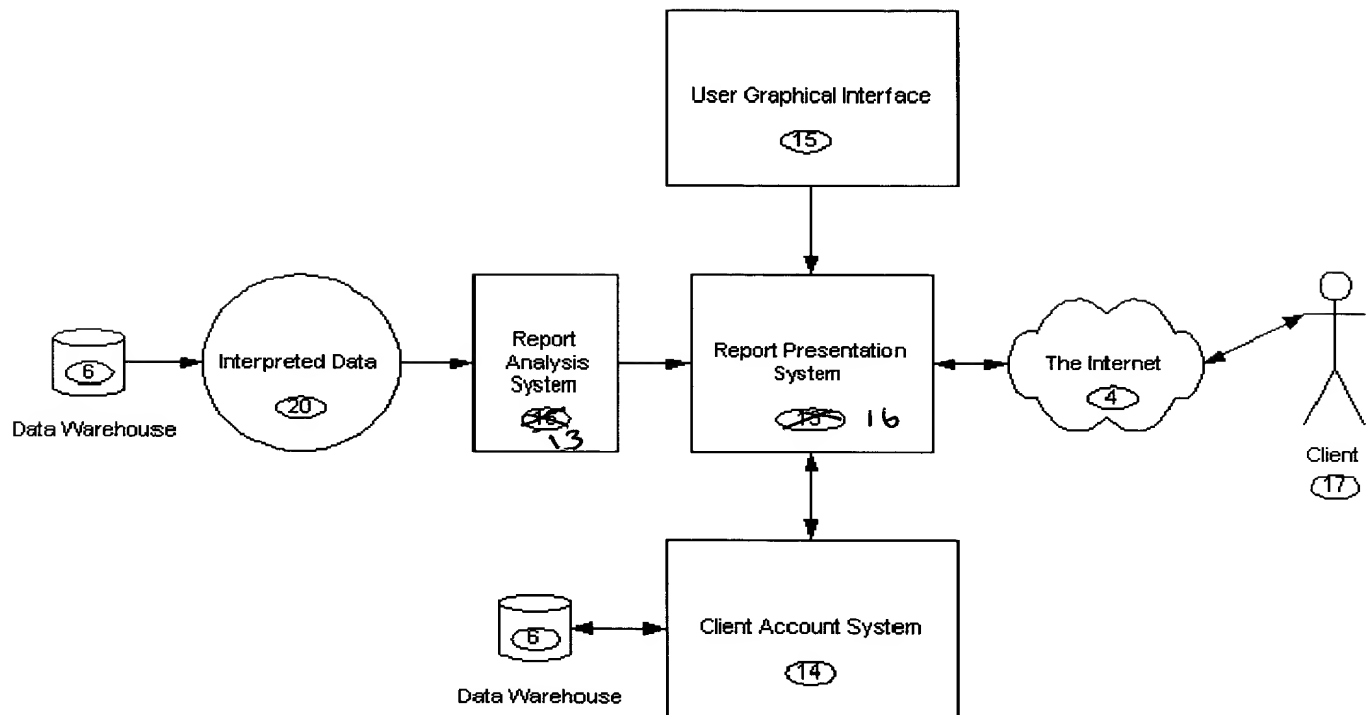 User Graphical Interface
15
6
Data Warehouse
Interpreted Data
20
Report
Analysis
System
13
Report Presentation
System
16
The Internet
4
Client
17
6
Data Warehouse
Client Account System
14